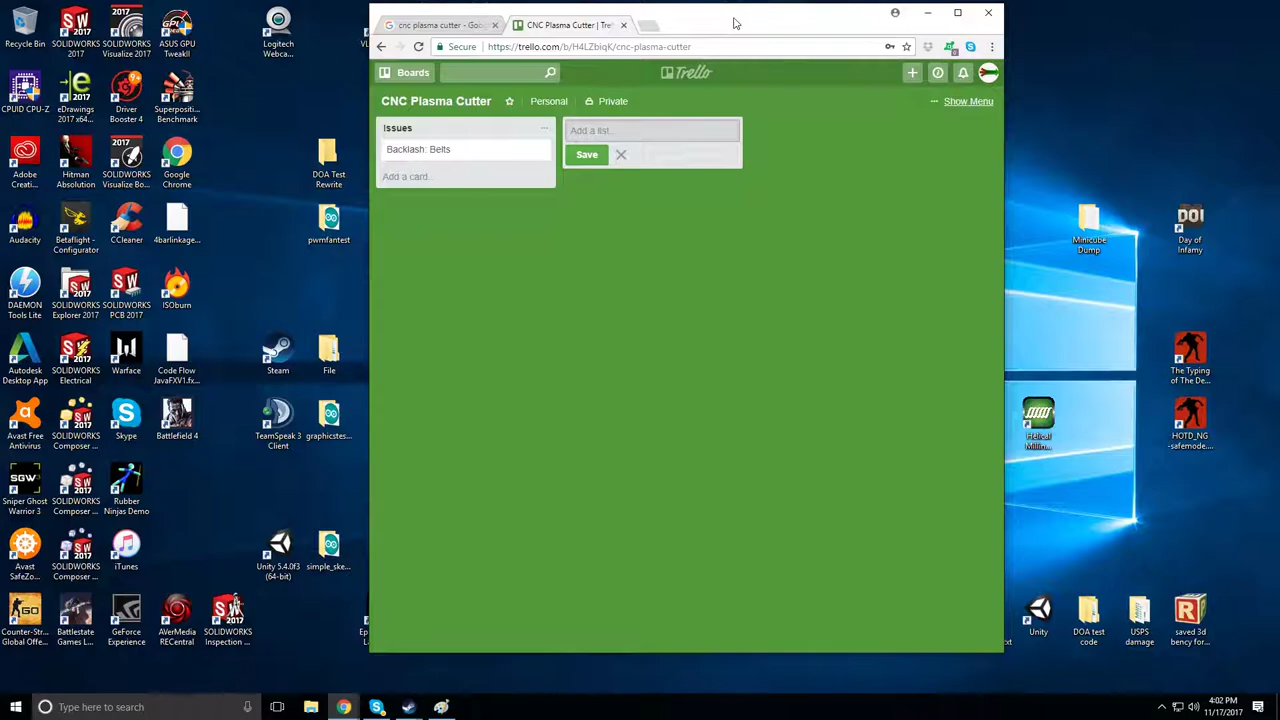 cnc plasma cutter - Goo
CNC Plasma Cutter | Tre
Secure
https://trello.com/b/H4LZbiqK/cnc-plasma-cutter
Boards
Trello
CNC Plasma Cutter
Personal
Private
... Show Menu
Issues
Backlash: Belts
Add a card...
Add a list...
Save
Recycle Bin
SOLIDWORKS 2017
SOLIDWORKS Visualize 2017
ASUS GPU Tweakll
Logitech Webca...
CPUID CPU-Z
eDrawings 2017 x64...
Driver Booster 4
Superpositi... Benchmark
Adobe Creati...
Hitman Absolution
SOLIDWORKS Visualize Bo...
Google Chrome
DOA Test Rewrite
Audacity
Betaflight - Configurator
CCleaner
4barlinkage...
pwmfantest
DAEMON Tools Lite
SOLIDWORKS Explorer 2017
SOLIDWORKS PCB 2017
ISOburn
Autodesk Desktop App
SOLIDWORKS Electrical
Warface
Code Flow JavaFXV1.fx...
Steam
File
Avast Free Antivirus
SOLIDWORKS Composer ...
Skype
Battlefield 4
TeamSpeak 3 Client
graphicstes...
Sniper Ghost Warrior 3
SOLIDWORKS Composer ...
Rubber Ninjas Demo
Avast SafeZo...
SOLIDWORKS Composer ...
iTunes
Unity 5.4.0f3 (64-bit)
simple_ske...
Counter-Str... Global Offe...
Battlestate Games L...
GeForce Experience
AVerMedia RECentral
SOLIDWORKS Inspection ...
Minicube Dump
Day of Infamy
The Typing of The De...
Helical Millin...
HOTD_NG -safemode...
Unity
DOA test code
USPS damage
saved 3d bency for...
Type here to search
4:02 PM
11/17/2017